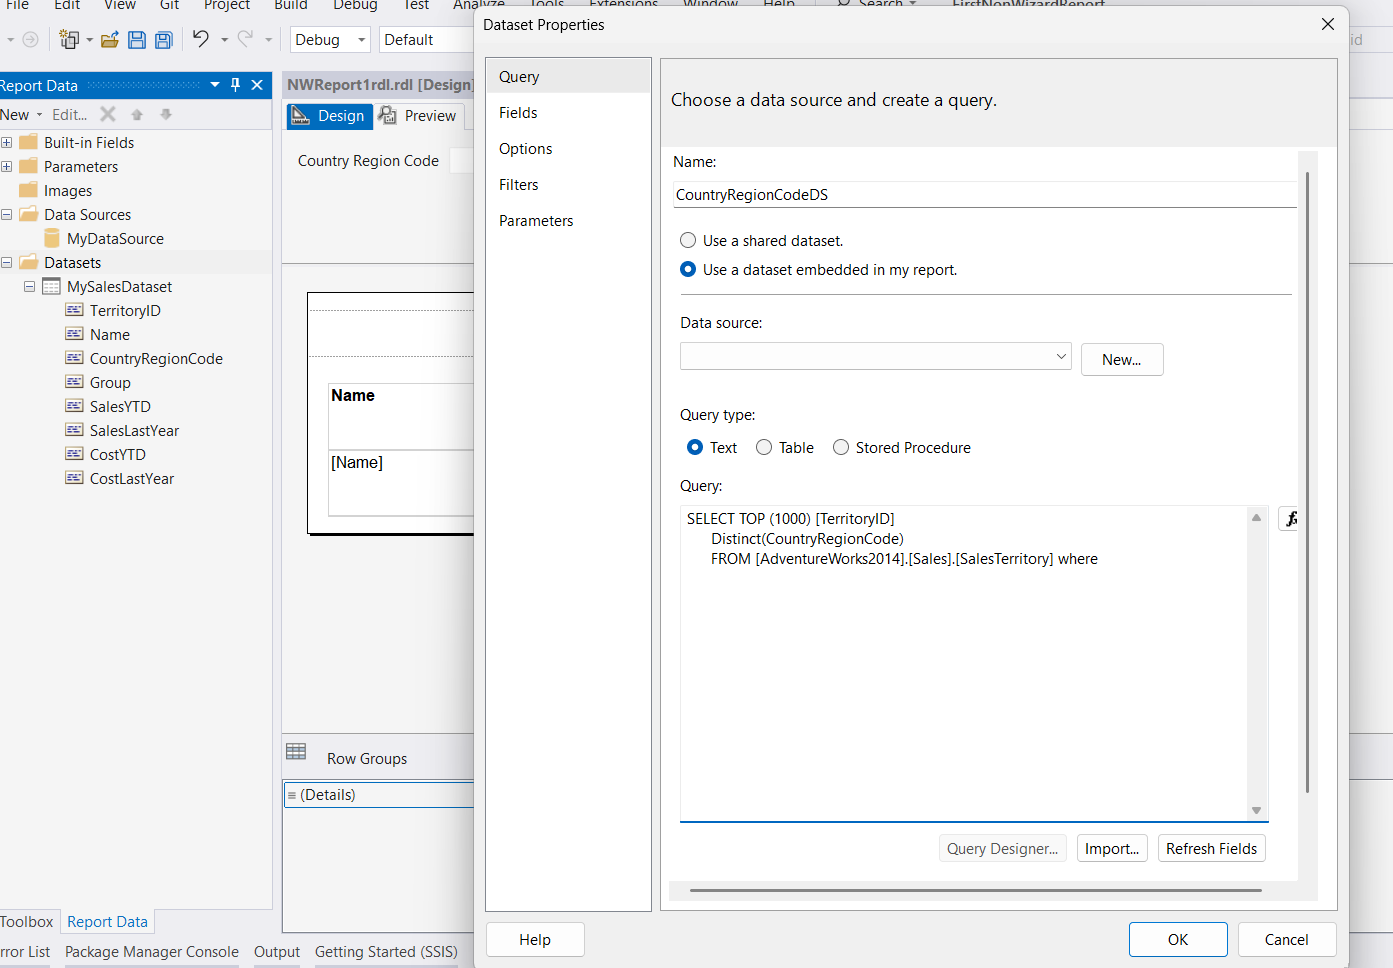 File Edit View Git Project Build Debug Test Analyze Tools Extensions Window Help Search FirstNonWizardReport
Debug Default
Report Data
New Edit...
Built-in Fields
Parameters
Images
Data Sources
MyDataSource
Datasets
MySalesDataset
TerritoryID
Name
CountryRegionCode
Group
SalesYTD
SalesLastYear
CostYTD
CostLastYear
Toolbox Report Data
Error List Package Manager Console Output Getting Started (SSIS)
NWReport1rdl.rdl [Design]
Design Preview
Country Region Code
Name
[Name]
Row Groups
(Details)
Dataset Properties
Query
Fields
Options
Filters
Parameters
Choose a data source and create a query.
Name:
CountryRegionCodeDS
Use a shared dataset.
Use a dataset embedded in my report.
Data source:
New...
Query type:
Text Table Stored Procedure
Query:
SELECT TOP (1000) [TerritoryID]
Distinct(CountryRegionCode)
FROM [AdventureWorks2014].[Sales].[SalesTerritory] where
fx
Query Designer... Import... Refresh Fields
Help OK Cancel